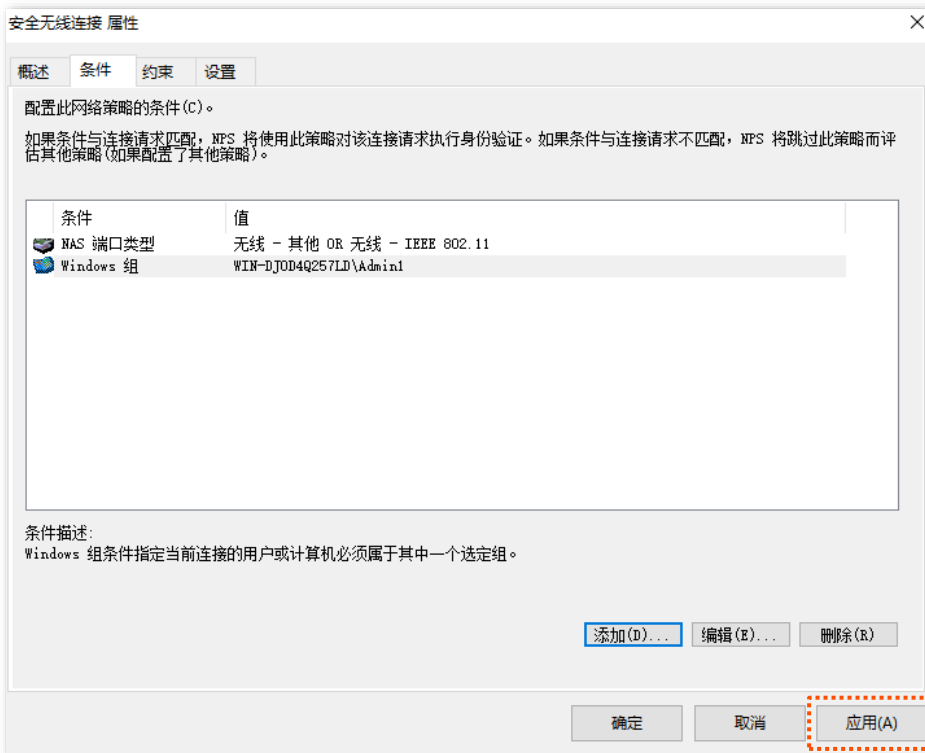 安全无线连接 属性
概述 条件 约束 设置
配置此网络策略的条件(C)。
如果条件与连接请求匹配，NPS 将使用此策略对该连接请求执行身份验证。如果条件与连接请求不匹配，NPS 将跳过此策略而评
估其他策略(如果配置了其他策略)。
条件 值
NAS 端口类型 无线 - 其他 OR 无线 - IEEE 802.11
Windows 组 WIN-DJOD4Q257LD\Admin1
条件描述:
Windows 组条件指定当前连接的用户或计算机必须属于其中一个选定组。
添加(D)... 编辑(E)... 删除(R)
确定 取消 应用(A)